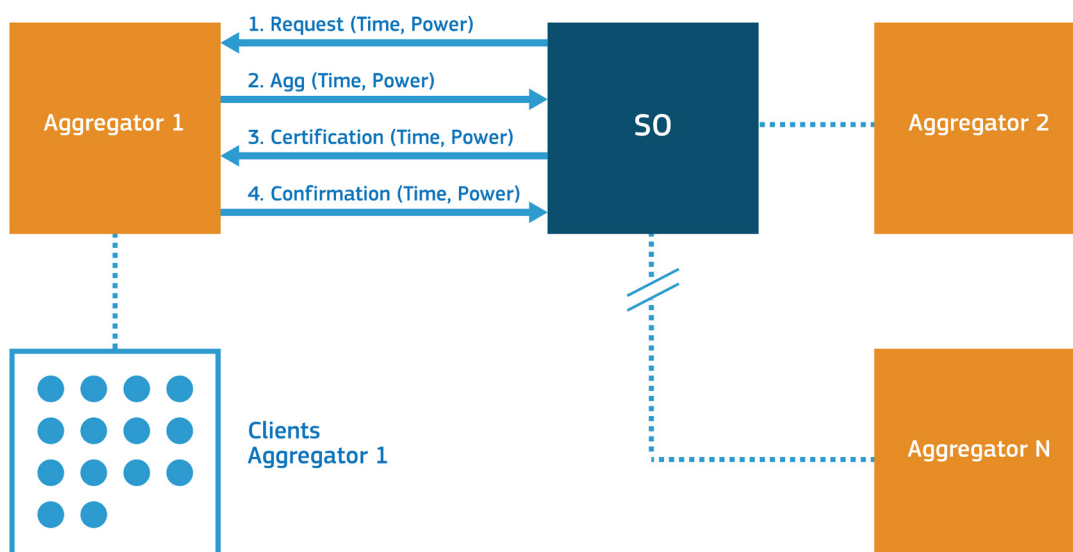 1. Request (Time, Power)
2. Agg (Time, Power)
3. Certification (Time, Power)
4. Confirmation (Time, Power)
Aggregator 1
SO
Aggregator 2
Clients
Aggregator 1
Aggregator N